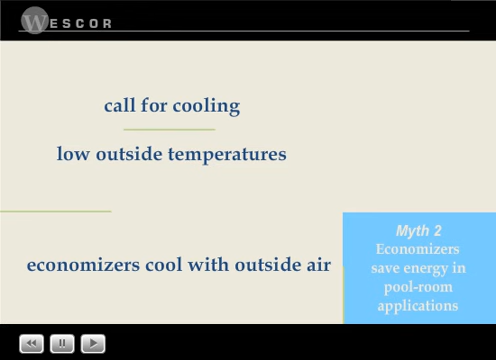 WESCOR
call for cooling
low outside temperatures
economizers cool with outside air
Myth 2
Economizers
save energy in
pool-room
applications